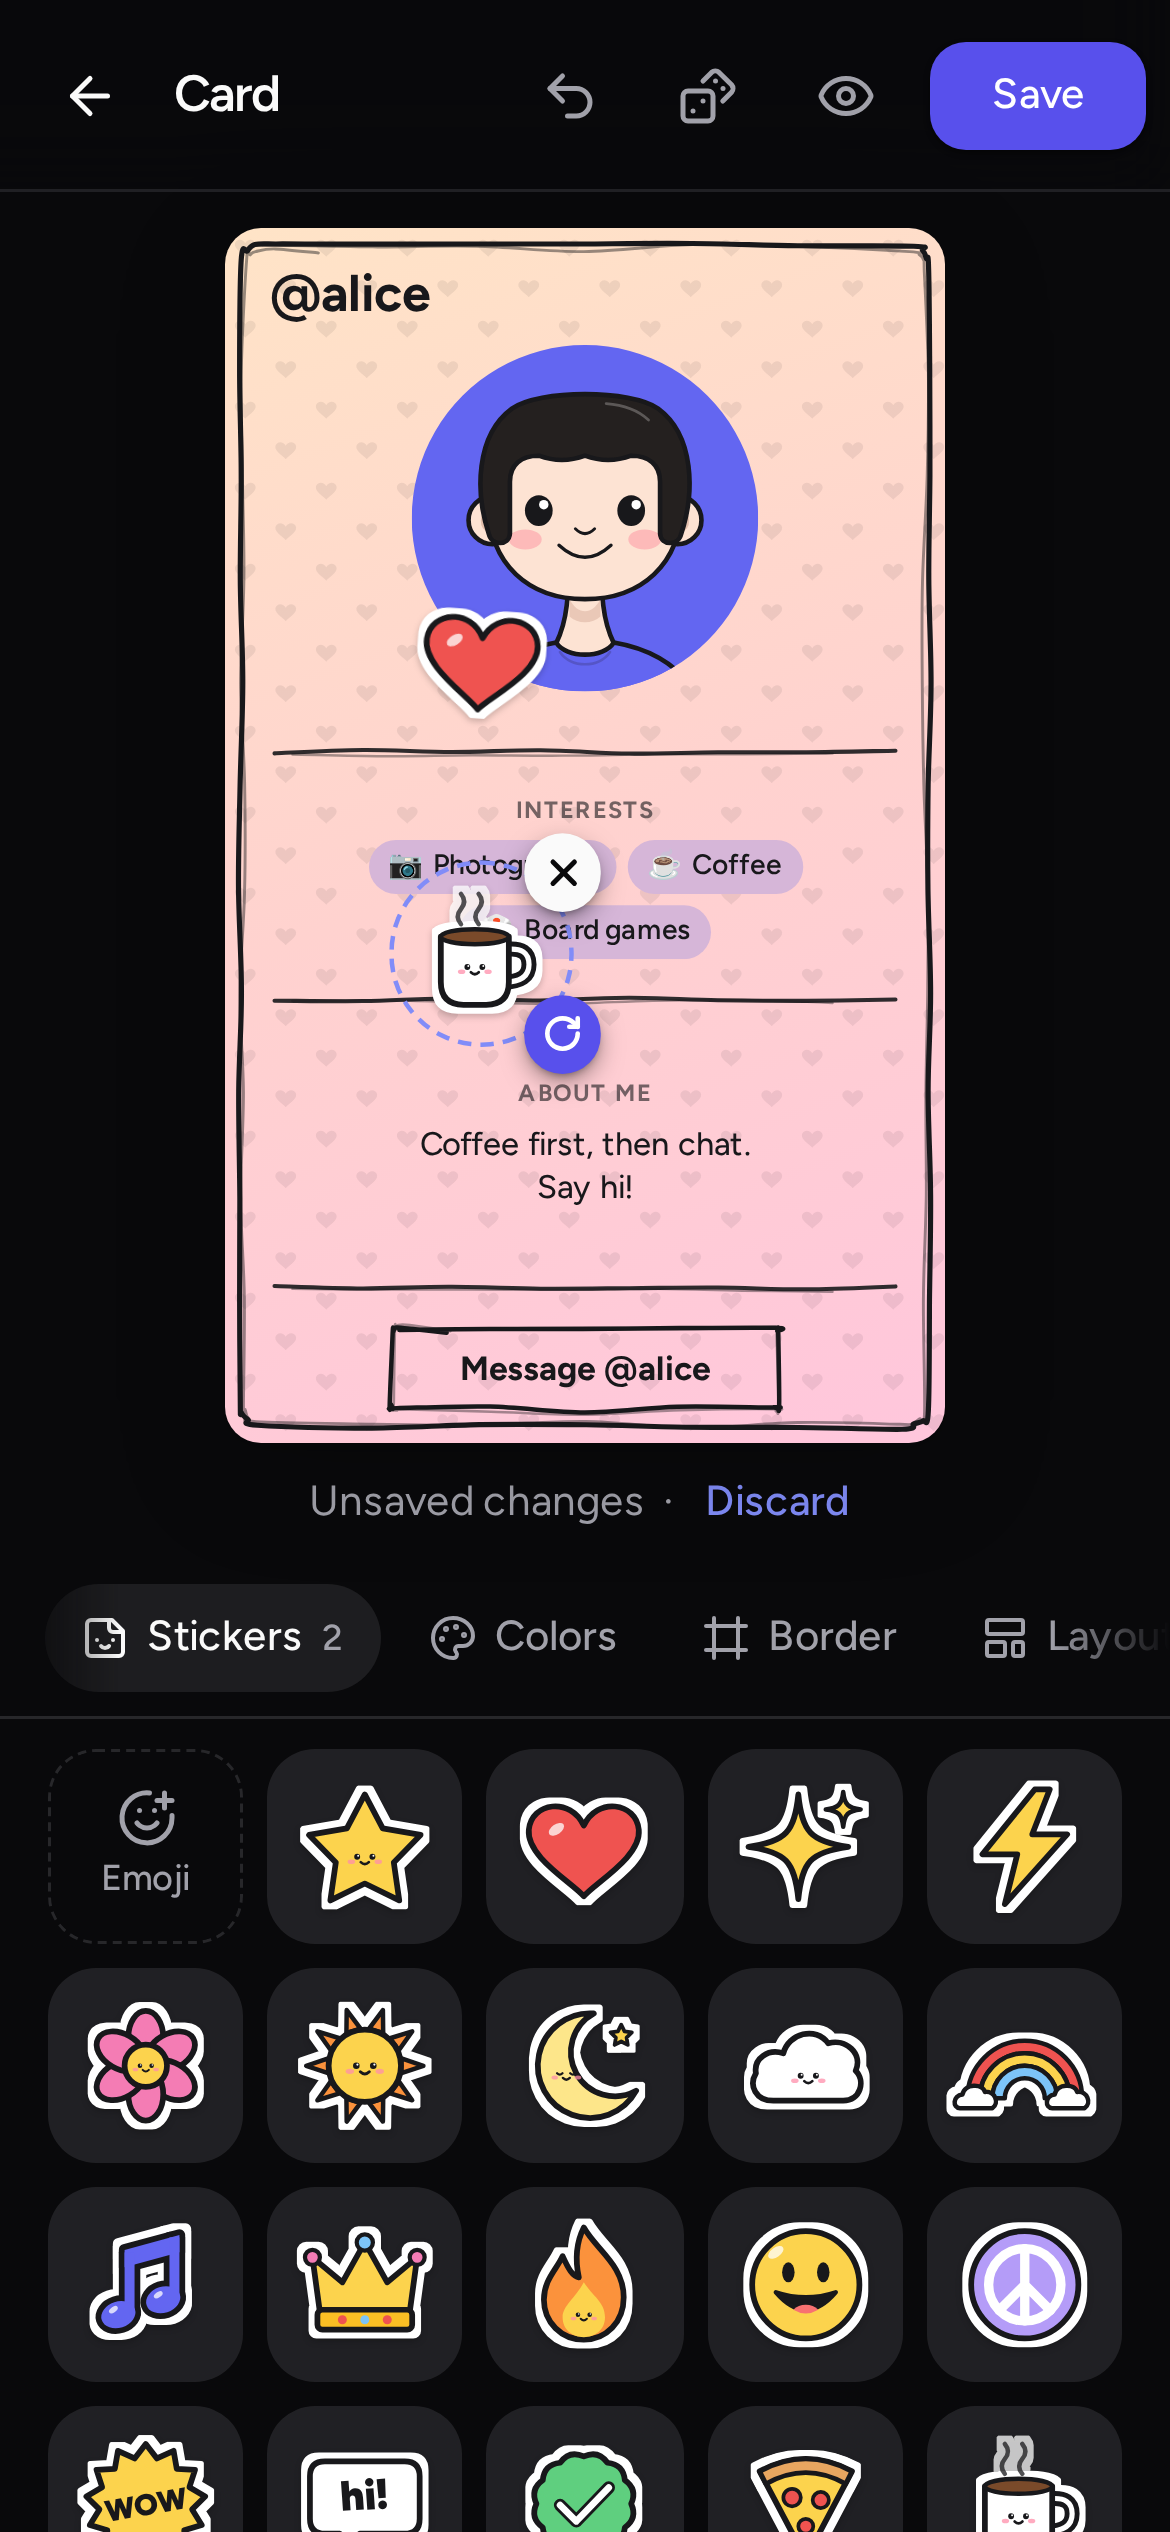 Card
Save
@alice
INTERESTS
Coffee
Board games
ABOUT ME
Coffee first, then chat.
Say hi!
Message @alice
Unsaved changes · Discard
Stickers 2
Colors
Border
Emoji
WOW
hi!